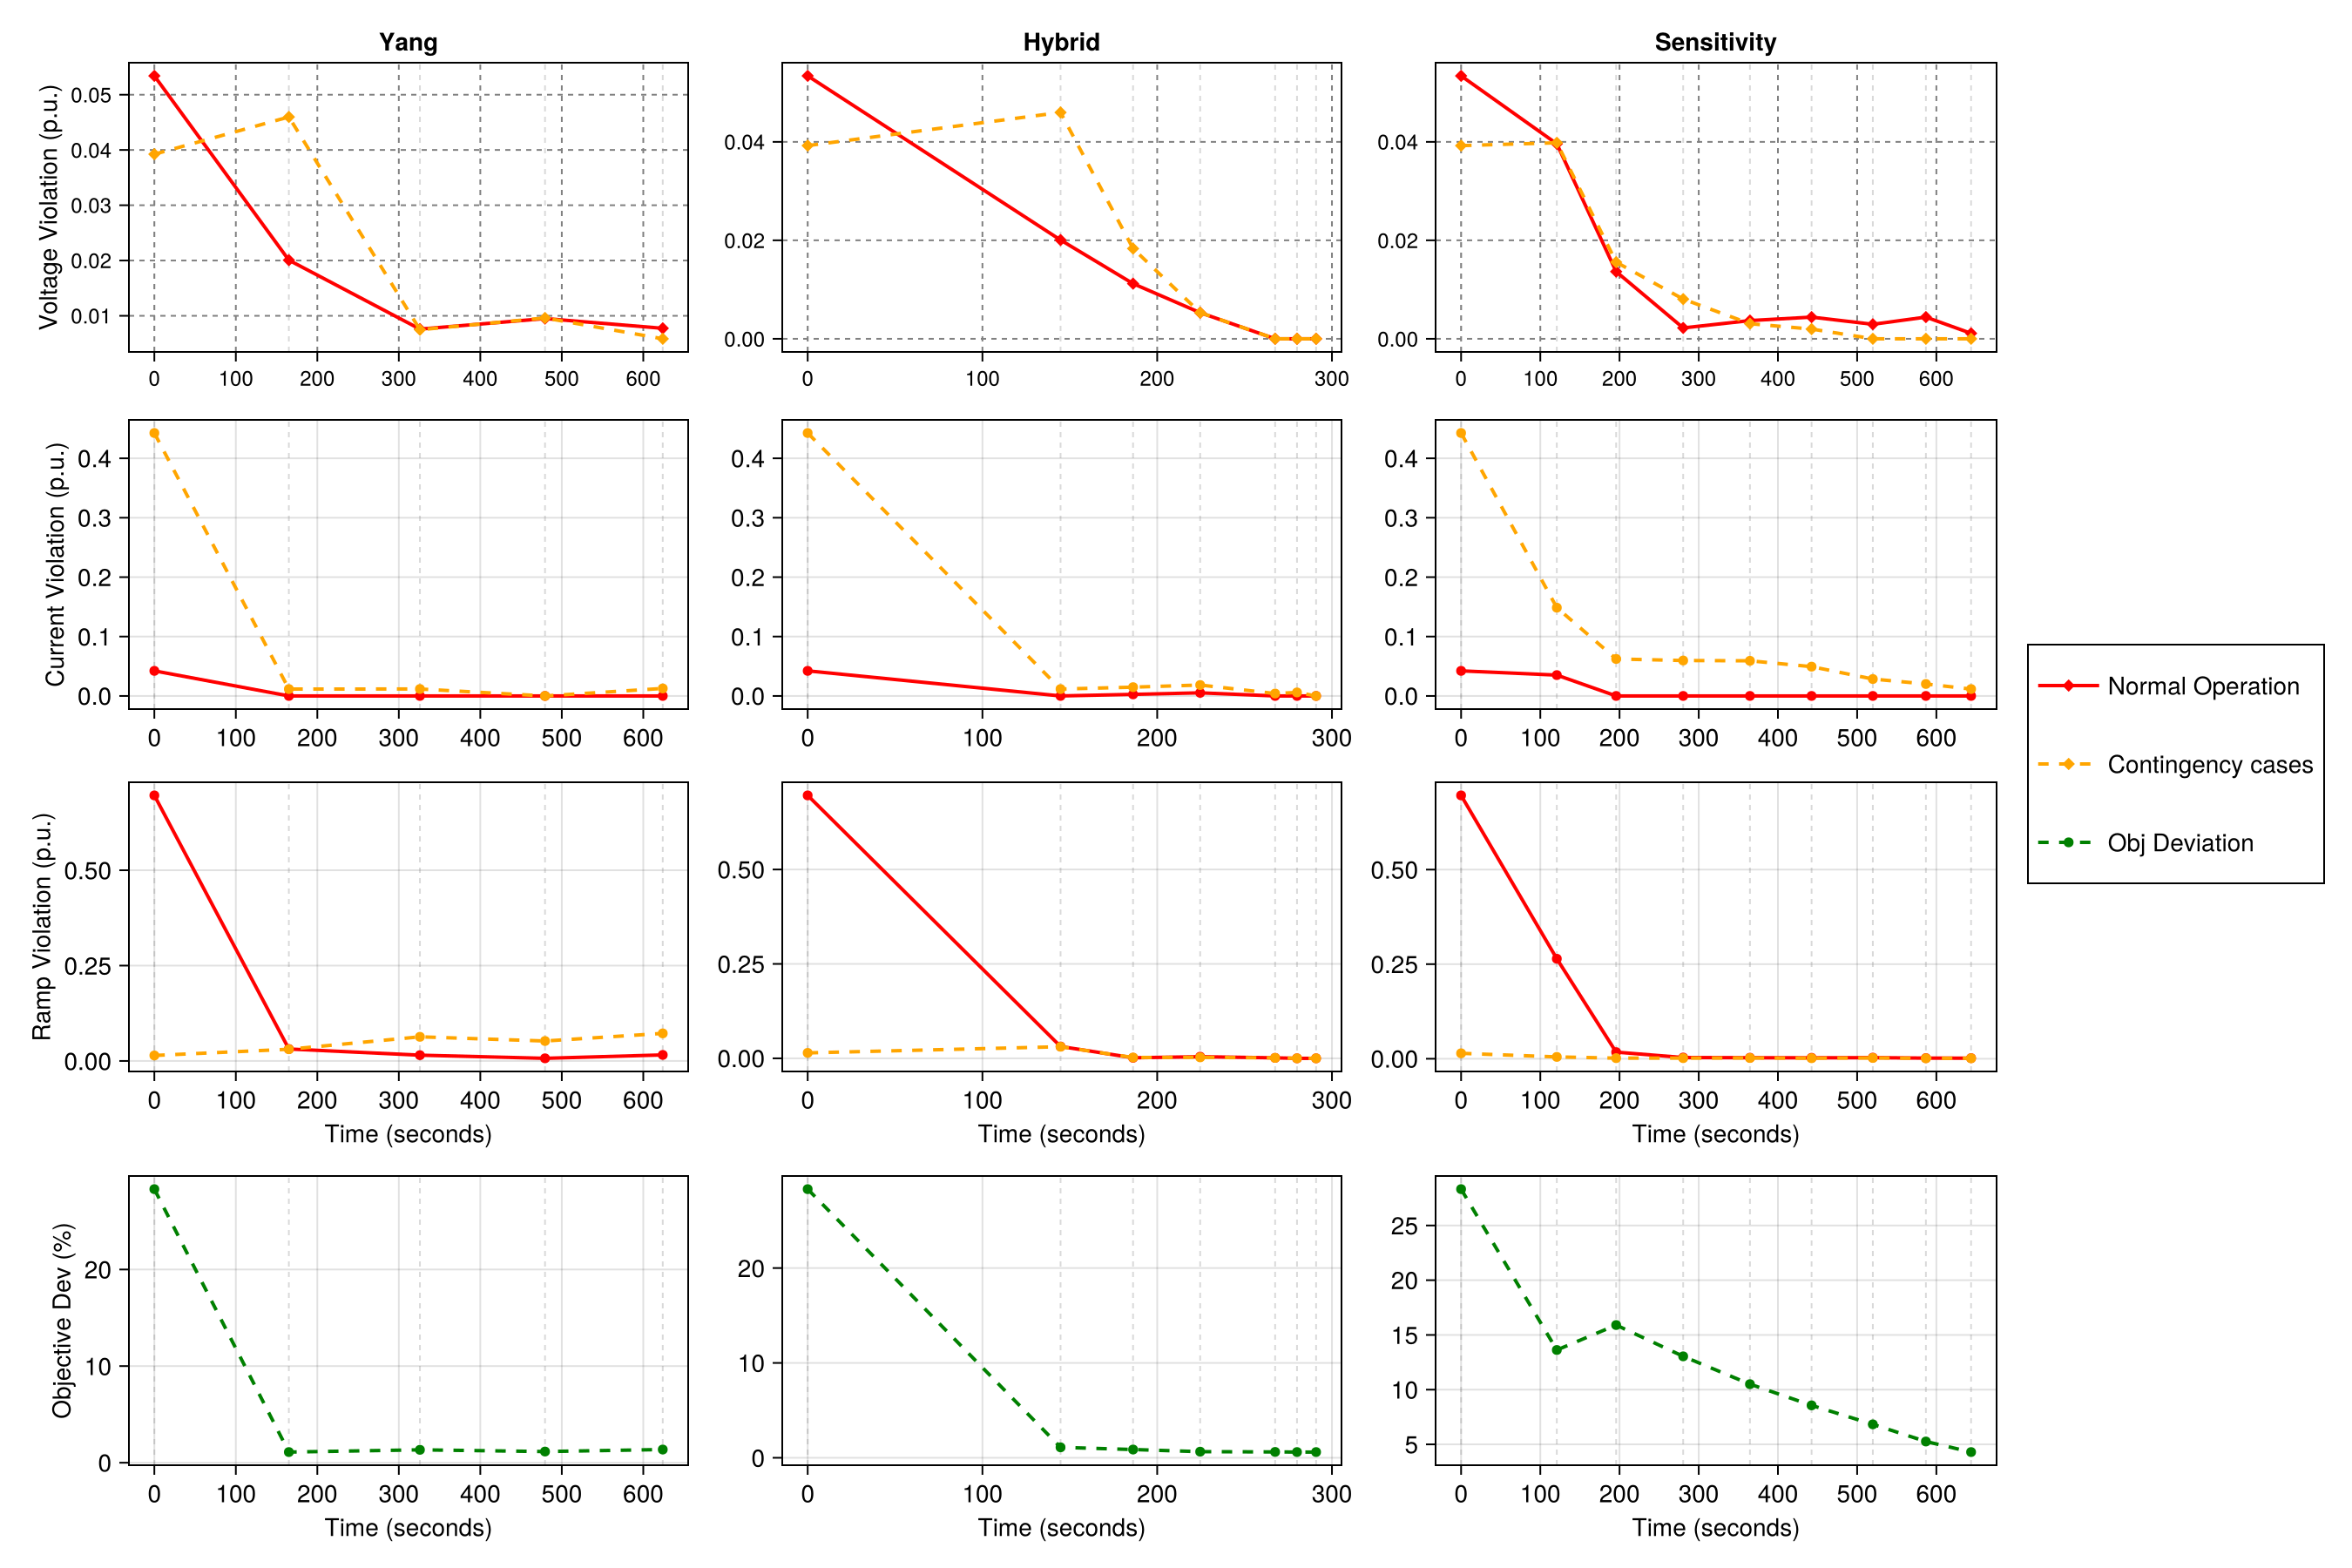 Yang Hybrid Sensitivity
Voltage Violation (p.u.)
0.05
0.04
0.03
0.02
0.01
0 100 200 300 400 500 600
0.04
0.02
0.00
0 100 200 300
0.04
0.02
0.00
0 100 200 300 400 500 600
Current Violation (p.u.)
0.4
0.3
0.2
0.1
0.0
0 100 200 300 400 500 600
0.4
0.3
0.2
0.1
0.0
0 100 200 300
0.4
0.3
0.2
0.1
0.0
0 100 200 300 400 500 600
Normal Operation
Contingency cases
Obj Deviation
Ramp Violation (p.u.)
0.50
0.25
0.00
0 100 200 300 400 500 600
Time (seconds)
0.50
0.25
0.00
0 100 200 300
Time (seconds)
0.50
0.25
0.00
0 100 200 300 400 500 600
Time (seconds)
Objective Dev (%)
20
10
0
0 100 200 300 400 500 600
Time (seconds)
20
10
0
0 100 200 300
Time (seconds)
25
20
15
10
5
0 100 200 300 400 500 600
Time (seconds)